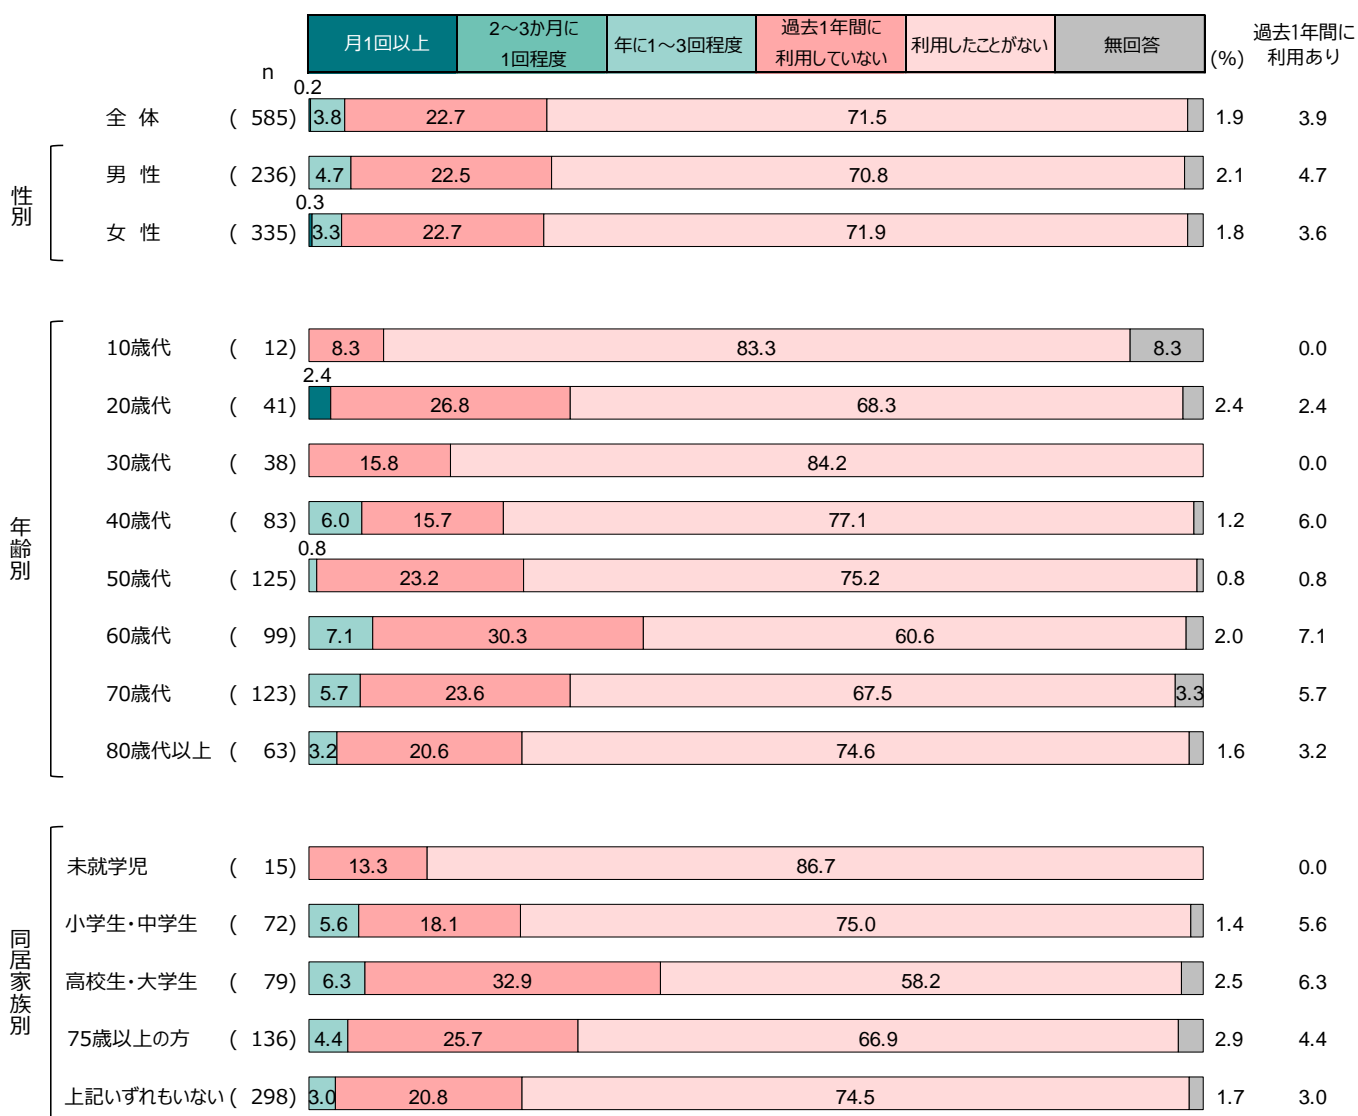 月1回以上 2～3か月に1回程度 年に1～3回程度 過去1年間に利用していない 利用したことがない 無回答
n (%) 過去1年間に利用あり
0.2
全 体 ( 585) 3.8 22.7 71.5 1.9 3.9
性別
男 性 ( 236) 4.7 22.5 70.8 2.1 4.7
0.3
女 性 ( 335) 3.3 22.7 71.9 1.8 3.6
年齢別
10歳代 ( 12) 8.3 83.3 8.3 0.0
2.4
20歳代 ( 41) 26.8 68.3 2.4 2.4
30歳代 ( 38) 15.8 84.2 0.0
40歳代 ( 83) 6.0 15.7 77.1 1.2 6.0
0.8
50歳代 ( 125) 23.2 75.2 0.8 0.8
60歳代 ( 99) 7.1 30.3 60.6 2.0 7.1
70歳代 ( 123) 5.7 23.6 67.5 3.3 5.7
80歳代以上 ( 63) 3.2 20.6 74.6 1.6 3.2
同居家族別
未就学児 ( 15) 13.3 86.7 0.0
小学生・中学生 ( 72) 5.6 18.1 75.0 1.4 5.6
高校生・大学生 ( 79) 6.3 32.9 58.2 2.5 6.3
75歳以上の方 ( 136) 4.4 25.7 66.9 2.9 4.4
上記いずれもいない ( 298) 3.0 20.8 74.5 1.7 3.0